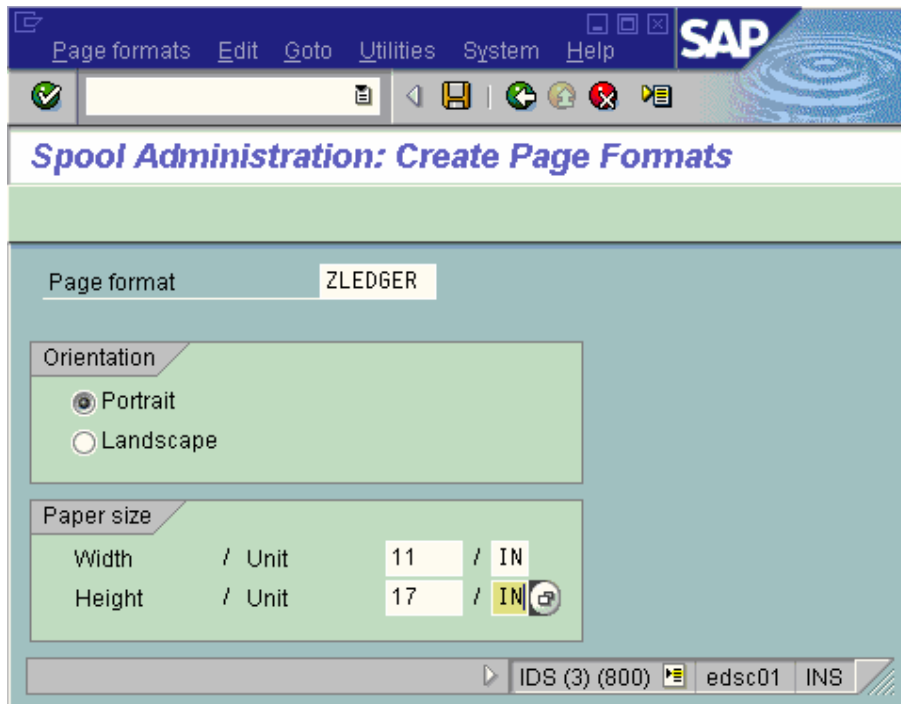 Page formats Edit Goto Utilities System Help SAP
Spool Administration: Create Page Formats
Page format ZLEDGER
Orientation
Portrait
Landscape
Paper size
Width / Unit 11 / IN
Height / Unit 17 / IN
IDS (3) (800) edsc01 INS